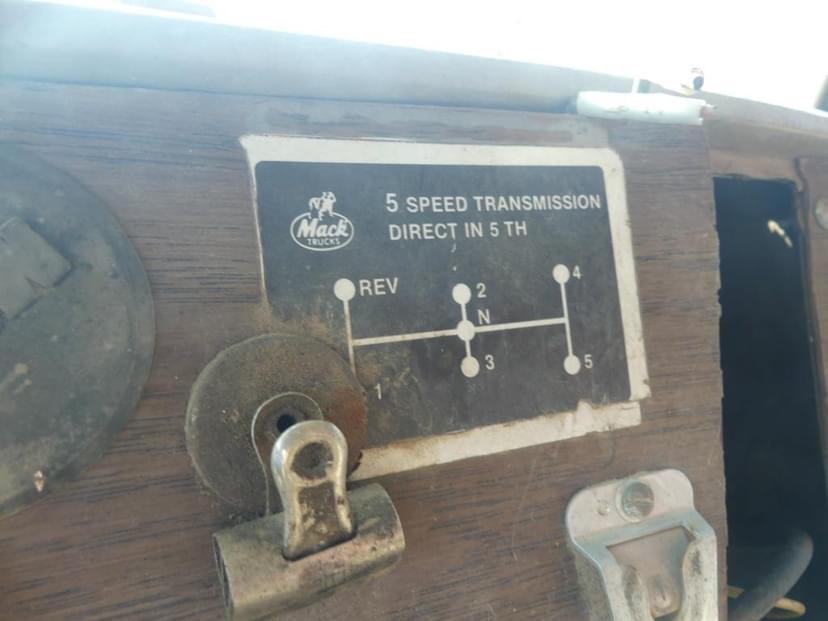 5 SPEED TRANSMISSION
Mack
TRUCKS
DIRECT IN 5 TH
REV
2
4
N
1
3
5